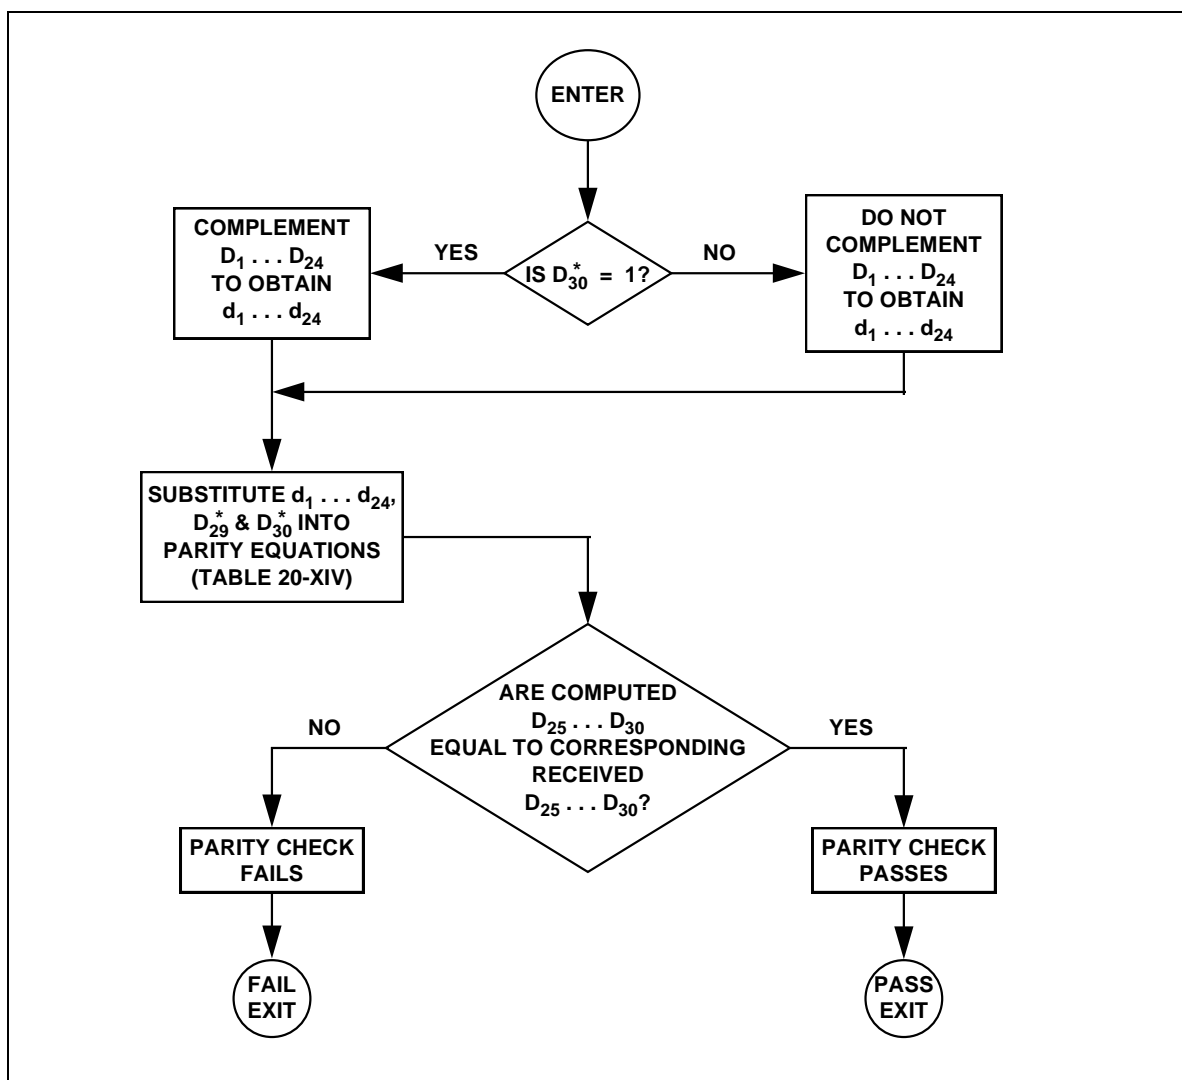 ENTER
COMPLEMENT
D1 . . . D24
TO OBTAIN
d1 . . . d24
YES
IS D*30 = 1?
NO
DO NOT
COMPLEMENT
D1 . . . D24
TO OBTAIN
d1 . . . d24
SUBSTITUTE d1 . . . d24,
D*29 & D*30 INTO
PARITY EQUATIONS
(TABLE 20-XIV)
ARE COMPUTED
D25 . . . D30
EQUAL TO CORRESPONDING
RECEIVED
D25 . . . D30?
NO
YES
PARITY CHECK
FAILS
PARITY CHECK
PASSES
FAIL
EXIT
PASS
EXIT